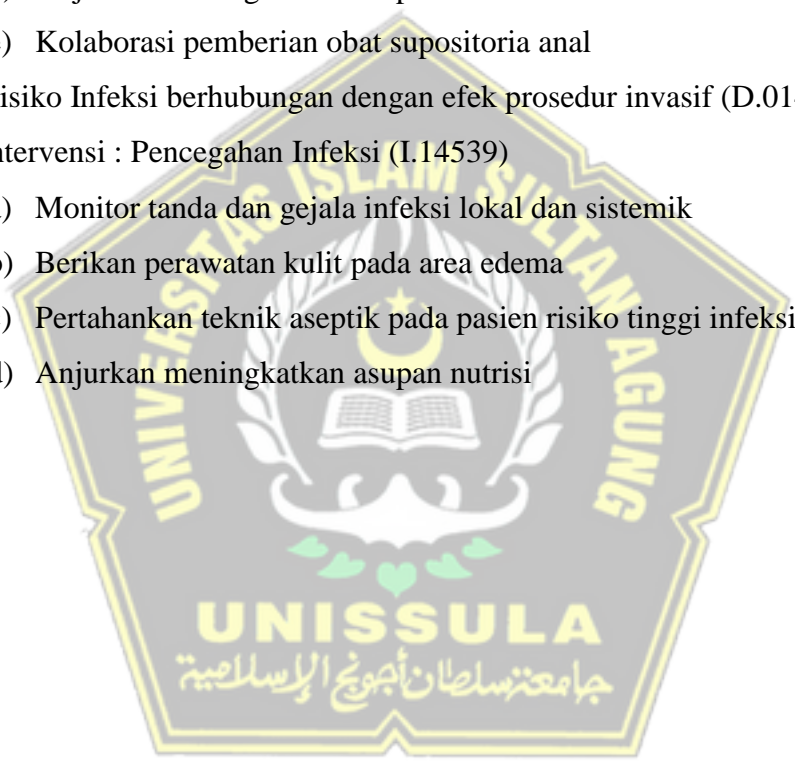 ) Kolaborasi pemberian obat supositoria anal
isiko Infeksi berhubungan dengan efek prosedur invasif (D.01
ntervensi : Pencegahan Infeksi (I.14539)
) Monitor tanda dan gejala infeksi lokal dan sistemik
) Berikan perawatan kulit pada area edema
) Pertahankan teknik aseptik pada pasien risiko tinggi infeksi
) Anjurkan meningkatkan asupan nutrisi
UNIVERSITAS ISLAM SULTAN AGUNG
UNISSULA
جامعة سلطان أجونج الإسلامية